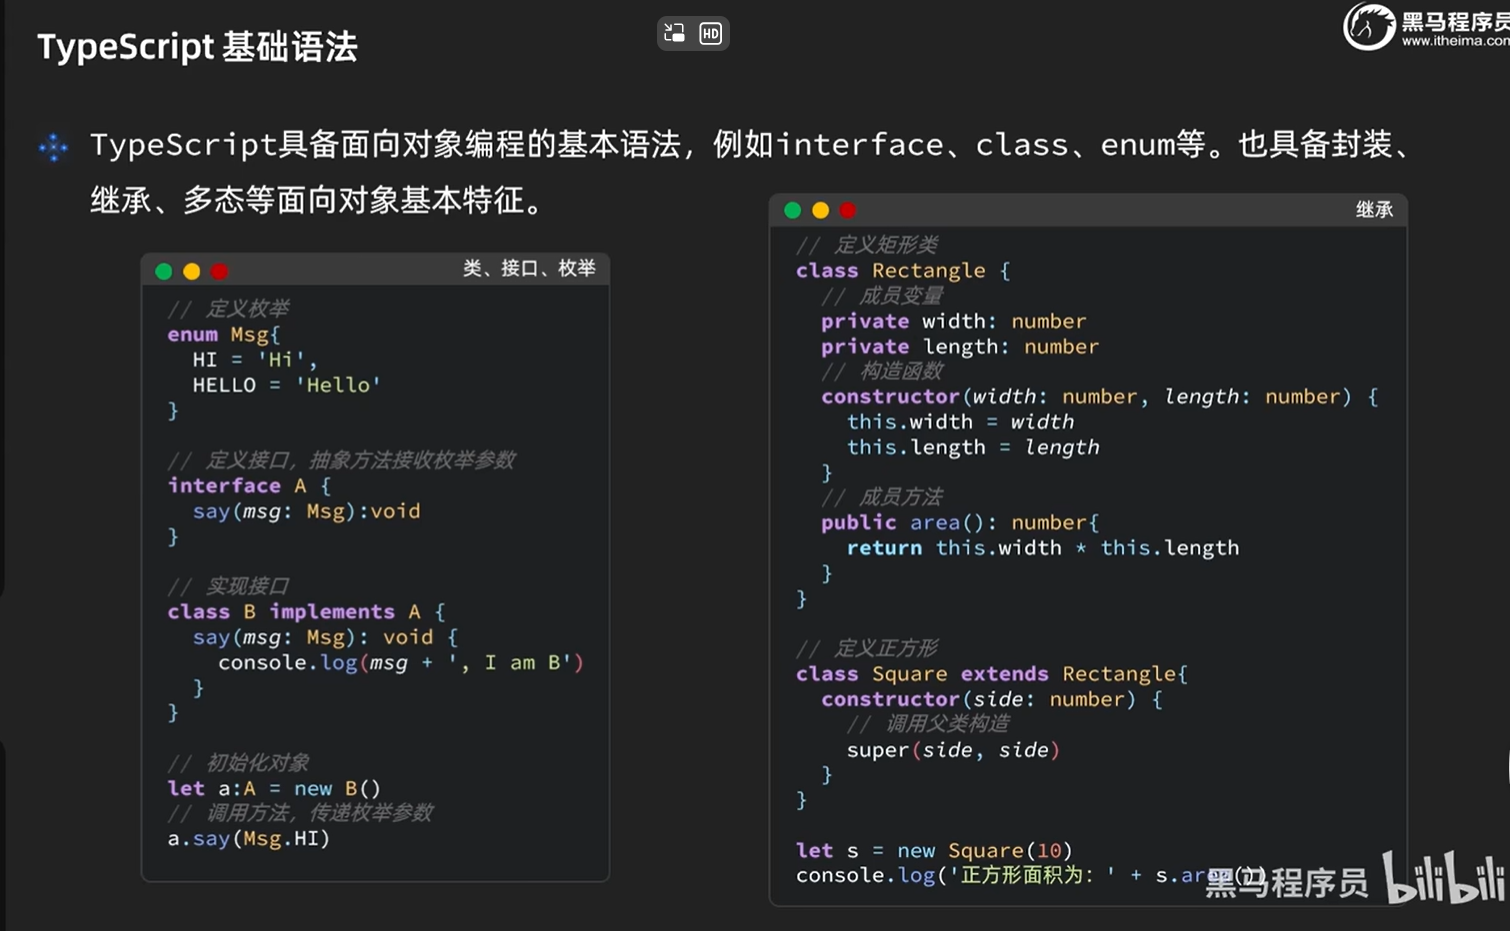 TypeScript 基础语法
HD
黑马程序员
www.itheima.com
TypeScript具备面向对象编程的基本语法，例如interface、class、enum等。也具备封装、
继承、多态等面向对象基本特征。
类、接口、枚举
// 定义枚举
enum Msg{
  HI = 'Hi',
  HELLO = 'Hello'
}
// 定义接口，抽象方法接收枚举参数
interface A {
  say(msg: Msg):void
}
// 实现接口
class B implements A {
  say(msg: Msg): void {
    console.log(msg + ', I am B')
  }
}
// 初始化对象
let a:A = new B()
// 调用方法，传递枚举参数
a.say(Msg.HI)
继承
// 定义矩形类
class Rectangle {
  // 成员变量
  private width: number
  private length: number
  // 构造函数
  constructor(width: number, length: number) {
    this.width = width
    this.length = length
  }
  // 成员方法
  public area(): number{
    return this.width * this.length
  }
}
// 定义正方形
class Square extends Rectangle{
  constructor(side: number) {
    // 调用父类构造
    super(side, side)
  }
}
let s = new Square(10)
console.log('正方形面积为：' + s.area())
黑马程序员 bilibili